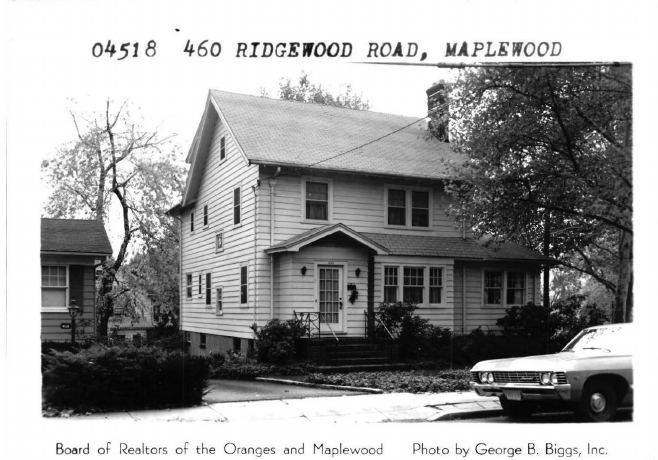 04518 460 RIDGEWOOD ROAD, MAPLEWOOD
Board of Realtors of the Oranges and Maplewood Photo by George B. Biggs, Inc.